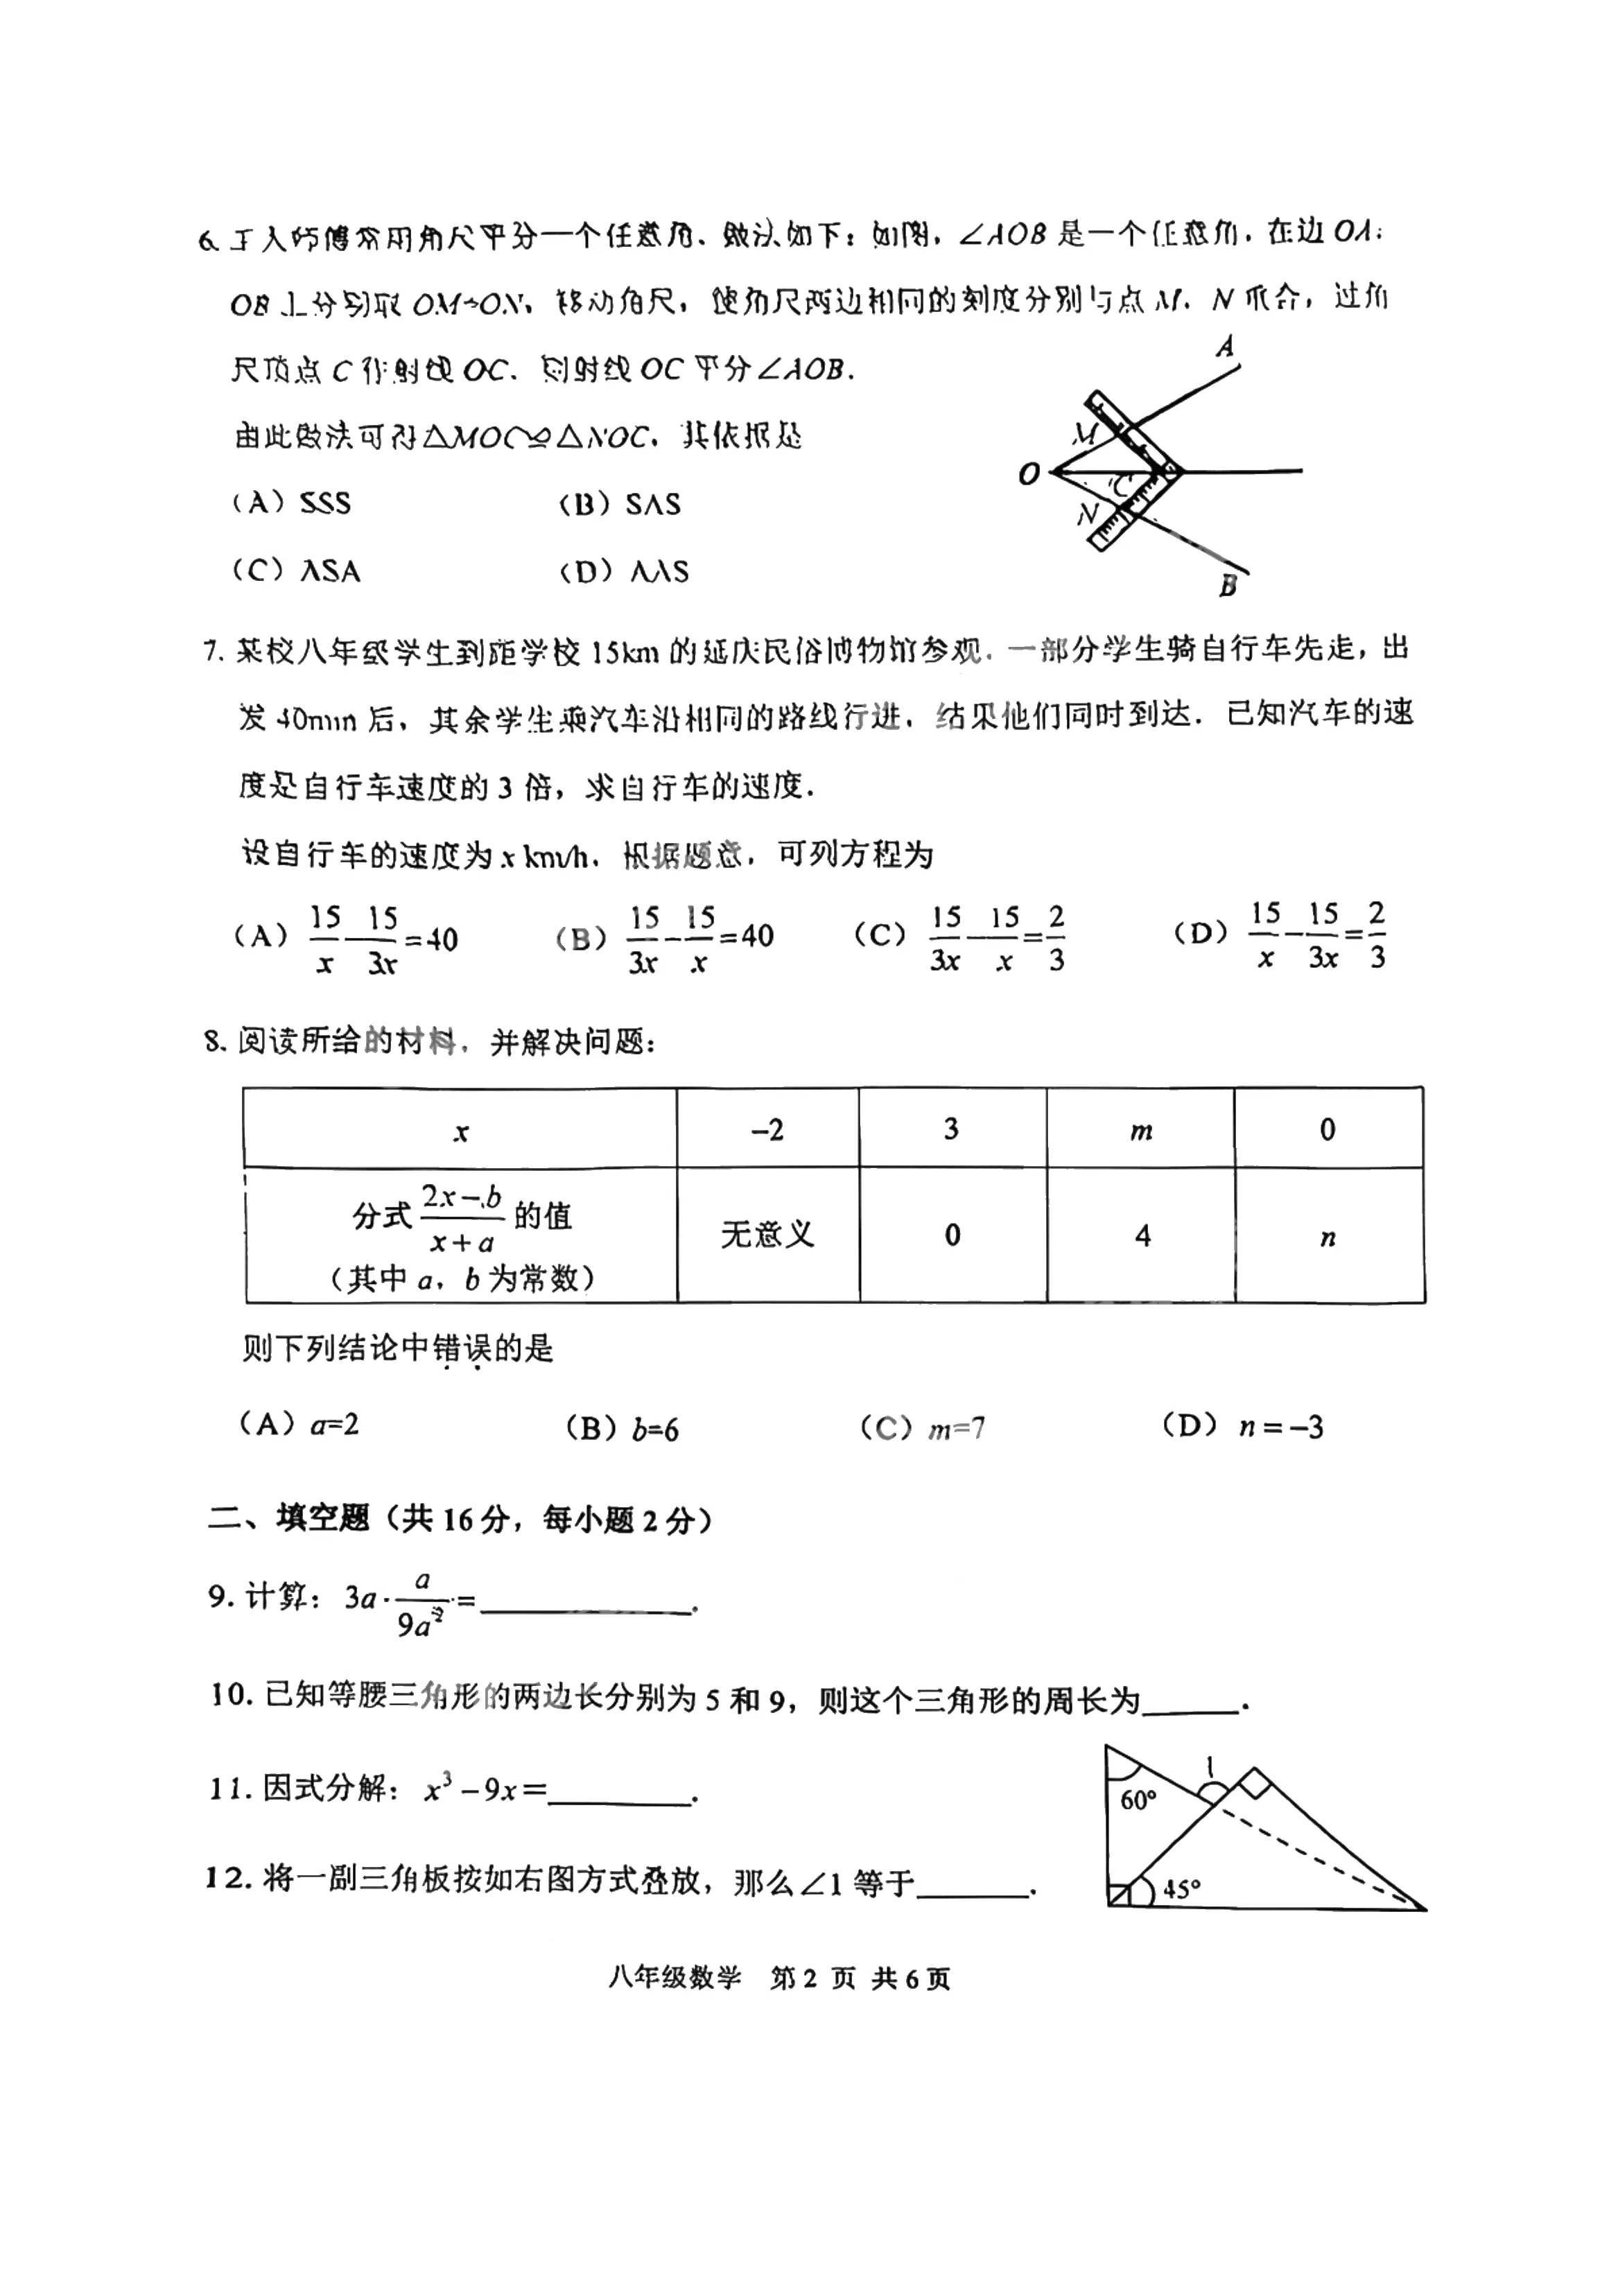 6. 工人师傅常用角尺平分一个任意角. 做法如下：如图，∠AOB 是一个任意角，在边 OA，
OB 上分别取 OM=ON，移动角尺，使角尺两边相同的刻度分别与点 M，N 重合，过角
尺顶点 C 作射线 OC. 则射线 OC 平分∠AOB.
由此做法可得△MOC≌△NOC，其依据是
（A）SSS （B）SAS
（C）ASA （D）AAS
A
M
O
C
N
B
7. 某校八年级学生到距学校 15km 的延庆民俗博物馆参观. 一部分学生骑自行车先走，出
发 40min 后，其余学生乘汽车沿相同的路线行进，结果他们同时到达. 已知汽车的速
度是自行车速度的 3 倍，求自行车的速度.
设自行车的速度为 x km/h，根据题意，可列方程为
（A）15/x − 15/3x = 40 （B）15/3x − 15/x = 40 （C）15/3x − 15/x = 2/3 （D）15/x − 15/3x = 2/3
8. 阅读所给的材料，并解决问题：
x −2 3 m 0
分式 (2x−b)/(x+a) 的值 无意义 0 4 n
（其中 a，b 为常数）
则下列结论中错误的是
（A）a=2 （B）b=6 （C）m=7 （D）n=−3
二、填空题（共 16 分，每小题 2 分）
9. 计算：3a·a/9a²=________.
10. 已知等腰三角形的两边长分别为 5 和 9，则这个三角形的周长为______.
11. 因式分解：x³−9x=________.
12. 将一副三角板按如右图方式叠放，那么∠1 等于_______.
1
60°
45°
八年级数学 第 2 页 共 6 页